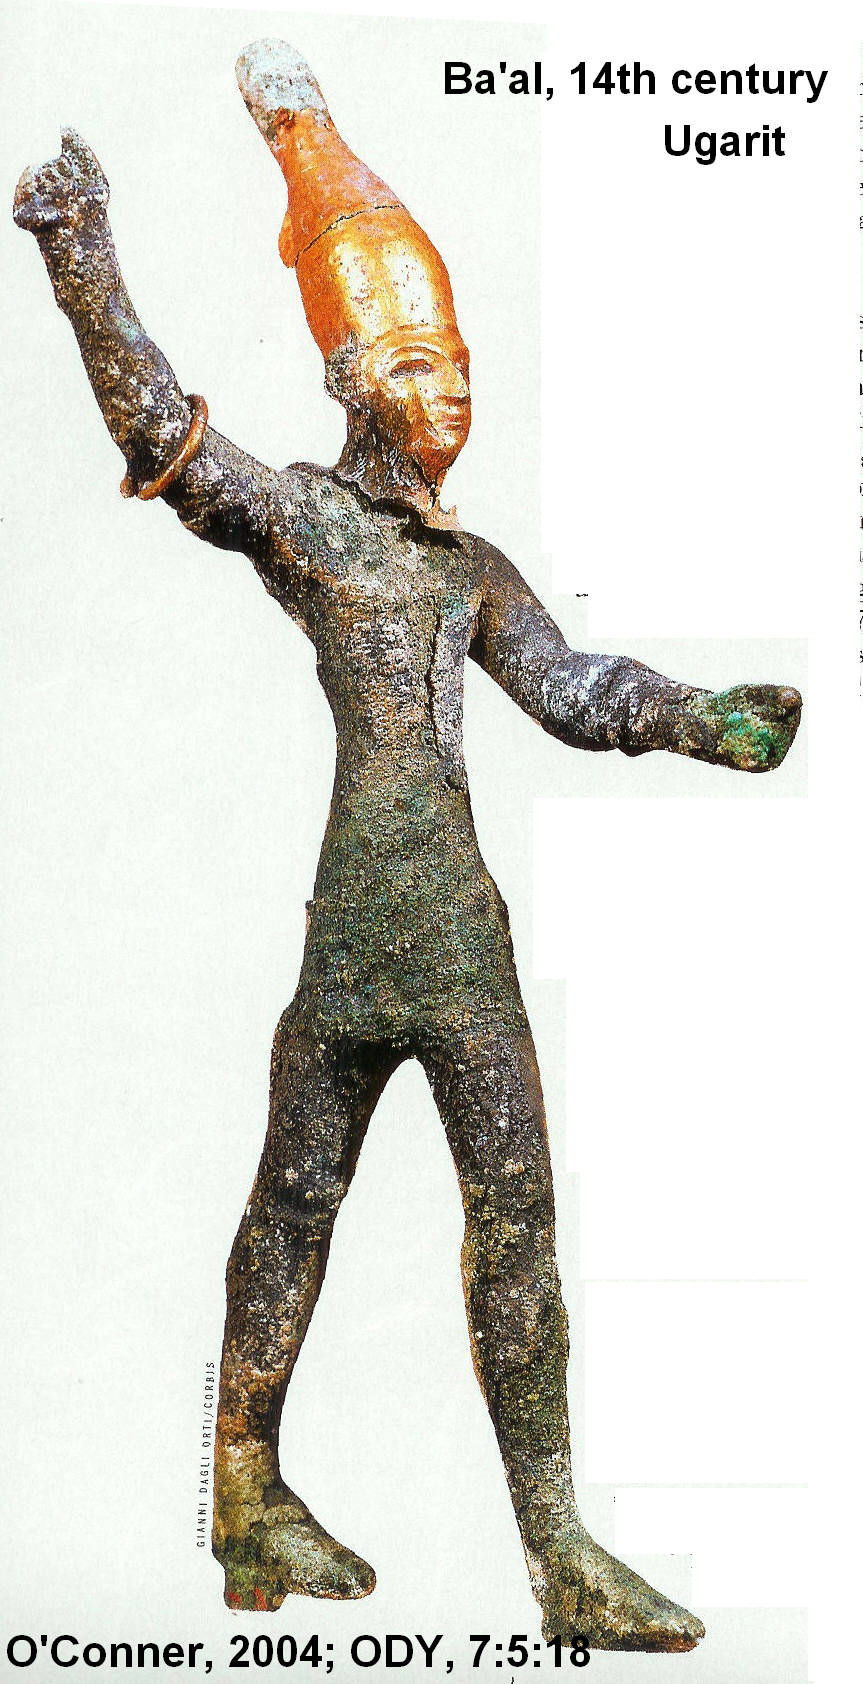 Ba'al, 14th century
Ugarit
GIANNI DAGLI ORTI/CORBIS
O'Conner, 2004; ODY, 7:5:18